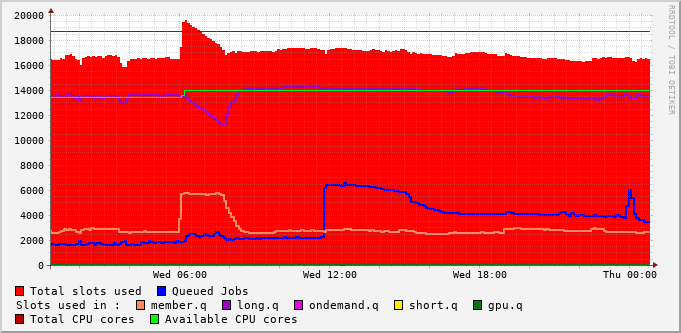 20000
18000
16000
14000
12000
10000
8000
6000
4000
2000
0
Wed 06:00 Wed 12:00 Wed 18:00 Thu 00:00
RRDTOOL / TOBI OETIKER
Total slots used Queued Jobs
Slots used in : member.q long.q ondemand.q short.q gpu.q
Total CPU cores Available CPU cores